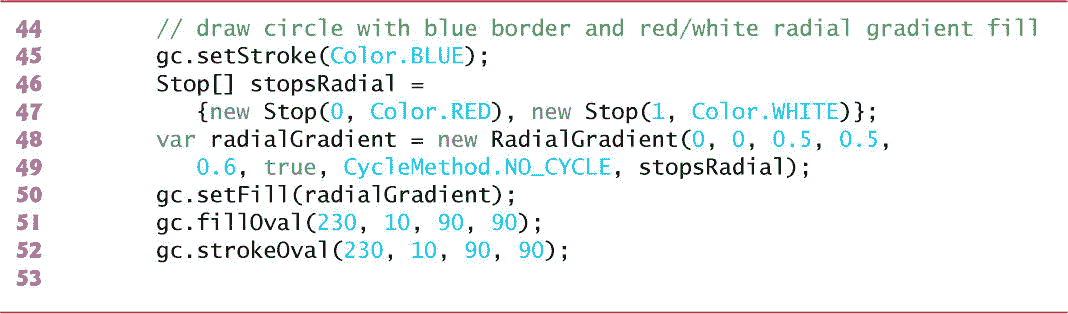 44 // draw circle with blue border and red/white radial gradient fill
45 gc.setStroke(Color.BLUE);
46 Stop[] stopsRadial =
47 {new Stop(0, Color.RED), new Stop(1, Color.WHITE)};
48 var radialGradient = new RadialGradient(0, 0, 0.5, 0.5,
49 0.6, true, CycleMethod.NO_CYCLE, stopsRadial);
50 gc.setFill(radialGradient);
51 gc.fillOval(230, 10, 90, 90);
52 gc.strokeOval(230, 10, 90, 90);
53